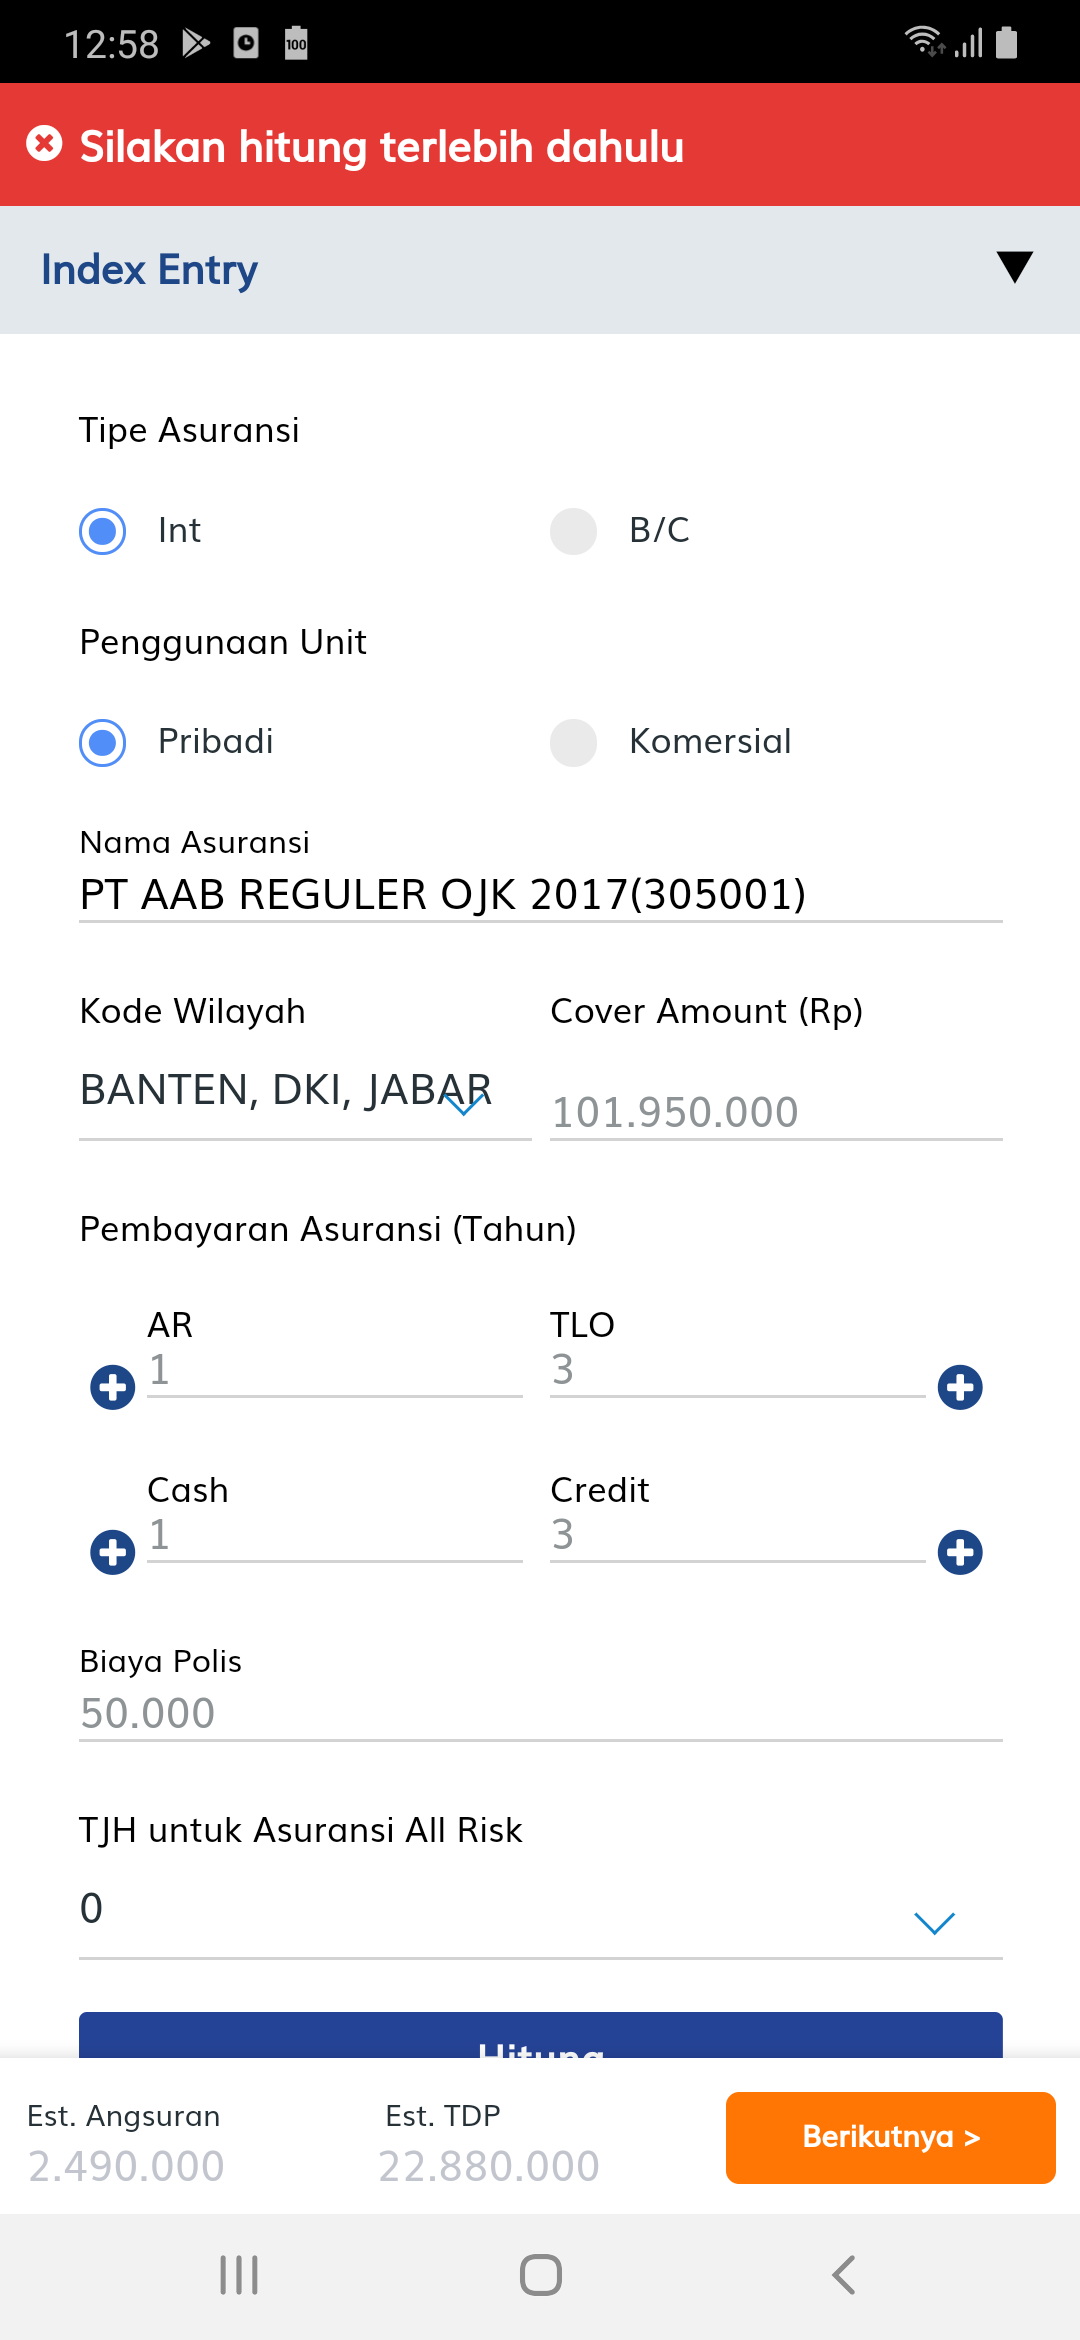 12:58
100
Silakan hitung terlebih dahulu
Index Entry
Tipe Asuransi
Int
B/C
Penggunaan Unit
Pribadi
Komersial
Nama Asuransi
PT AAB REGULER OJK 2017(305001)
Kode Wilayah
Cover Amount (Rp)
BANTEN, DKI, JABAR
101.950.000
Pembayaran Asuransi (Tahun)
AR
TLO
1
3
Cash
Credit
1
3
Biaya Polis
50.000
TJH untuk Asuransi All Risk
0
Hitung
Est. Angsuran
Est. TDP
2.490.000
22.880.000
Berikutnya >